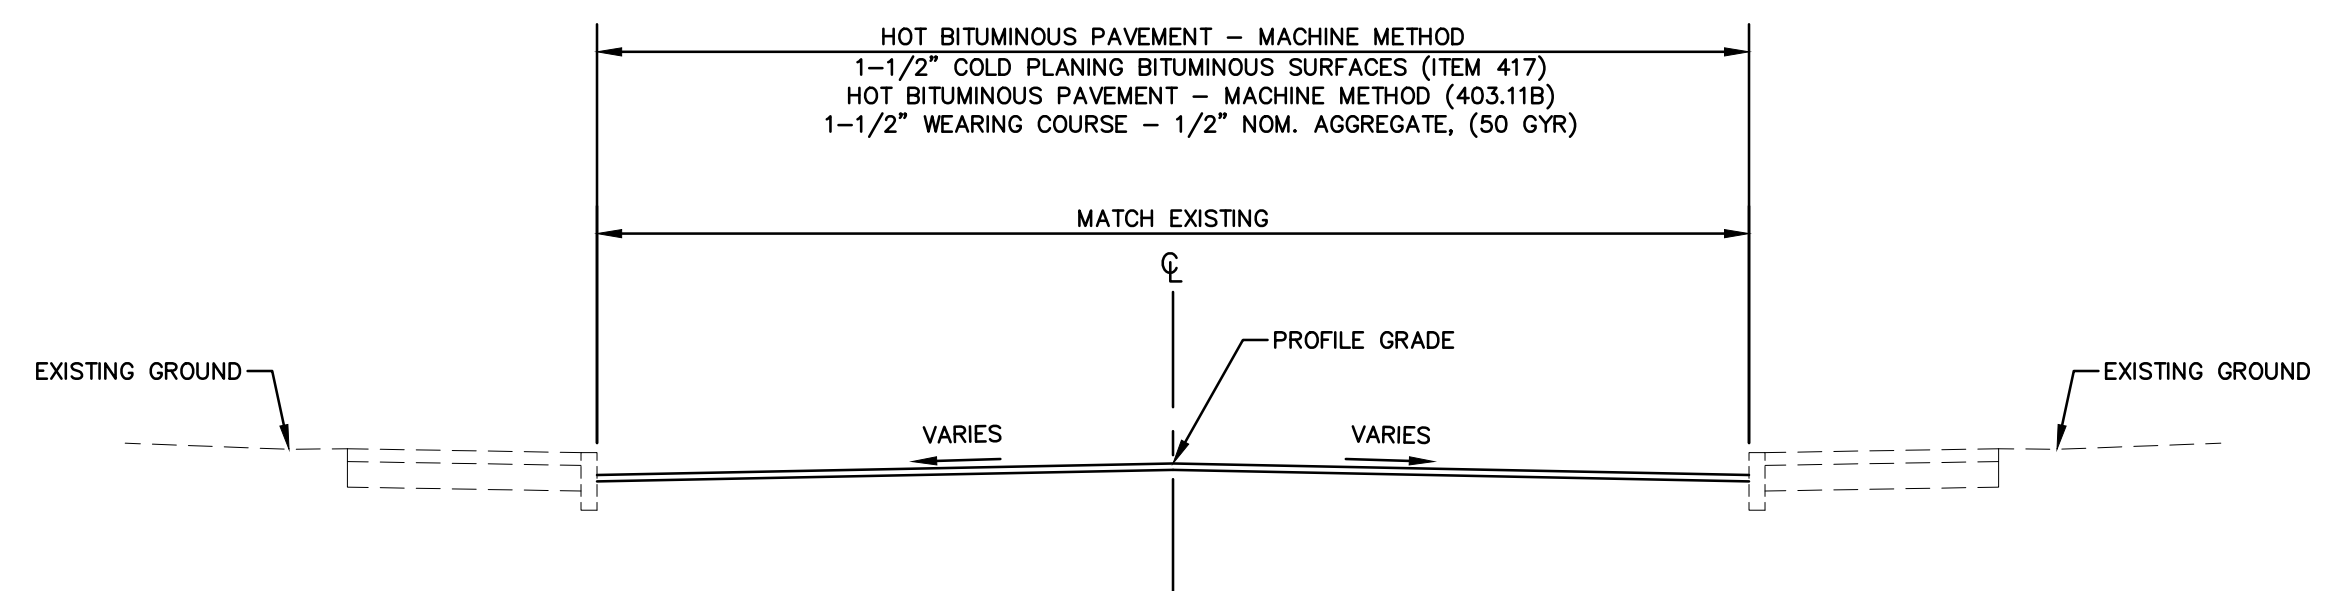 HOT BITUMINOUS PAVEMENT – MACHINE METHOD
1–1/2" COLD PLANING BITUMINOUS SURFACES (ITEM 417)
HOT BITUMINOUS PAVEMENT – MACHINE METHOD (403.11B)
1–1/2" WEARING COURSE – 1/2" NOM. AGGREGATE, (50 GYR)
MATCH EXISTING
℄
PROFILE GRADE
EXISTING GROUND
EXISTING GROUND
VARIES
VARIES